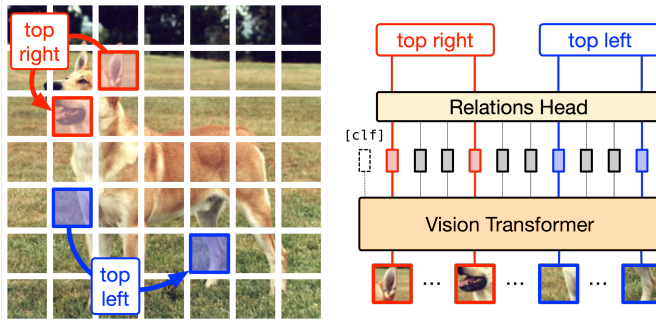 top
right
top
left
top right
top left
Relations Head
[clf]
Vision Transformer
...
...
...